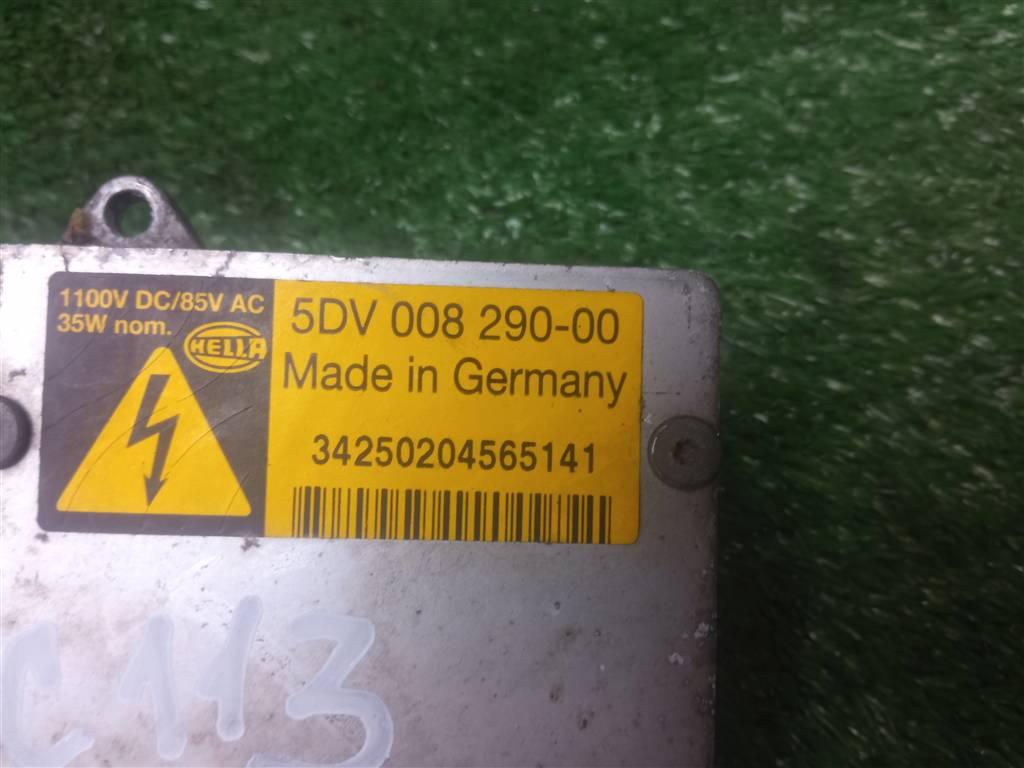 1100V DC/85V AC
35W nom.
HELLA
5DV 008 290-00
Made in Germany
34250204565141
C113